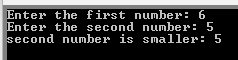 Enter the first number: 6
Enter the second number: 5
second number is smaller: 5